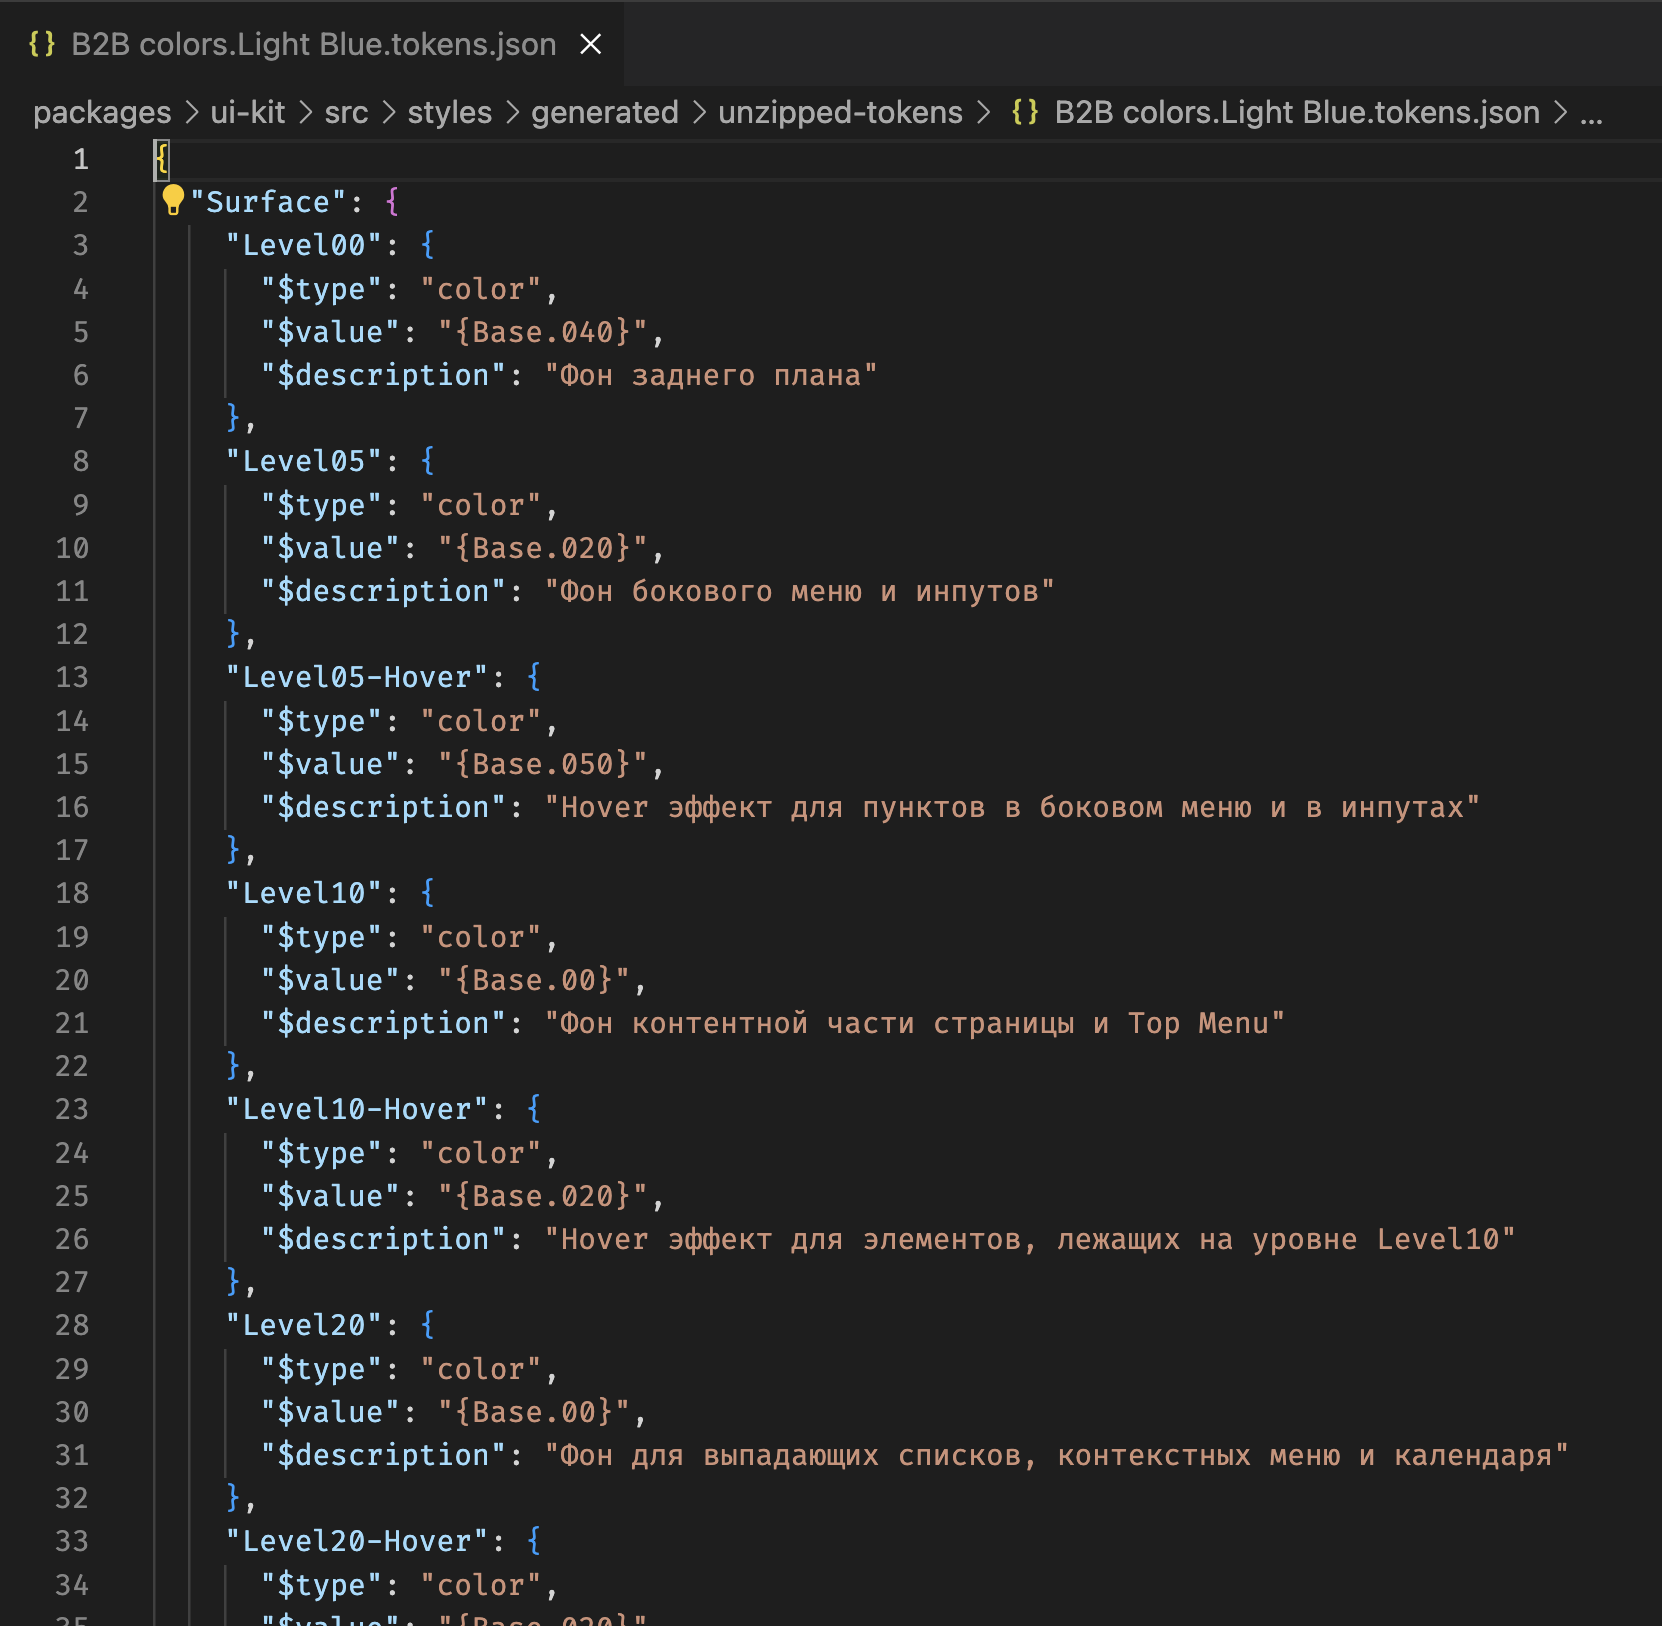 {} B2B colors.Light Blue.tokens.json ×
packages > ui-kit > src > styles > generated > unzipped-tokens > {} B2B colors.Light Blue.tokens.json > ...
1 {
2 "Surface": {
3 "Level00": {
4 "$type": "color",
5 "$value": "{Base.040}",
6 "$description": "Фон заднего плана"
7 },
8 "Level05": {
9 "$type": "color",
10 "$value": "{Base.020}",
11 "$description": "Фон бокового меню и инпутов"
12 },
13 "Level05-Hover": {
14 "$type": "color",
15 "$value": "{Base.050}",
16 "$description": "Hover эффект для пунктов в боковом меню и в инпутах"
17 },
18 "Level10": {
19 "$type": "color",
20 "$value": "{Base.00}",
21 "$description": "Фон контентной части страницы и Top Menu"
22 },
23 "Level10-Hover": {
24 "$type": "color",
25 "$value": "{Base.020}",
26 "$description": "Hover эффект для элементов, лежащих на уровне Level10"
27 },
28 "Level20": {
29 "$type": "color",
30 "$value": "{Base.00}",
31 "$description": "Фон для выпадающих списков, контекстных меню и календаря"
32 },
33 "Level20-Hover": {
34 "$type": "color",
35 "$value": "{Base.020}"